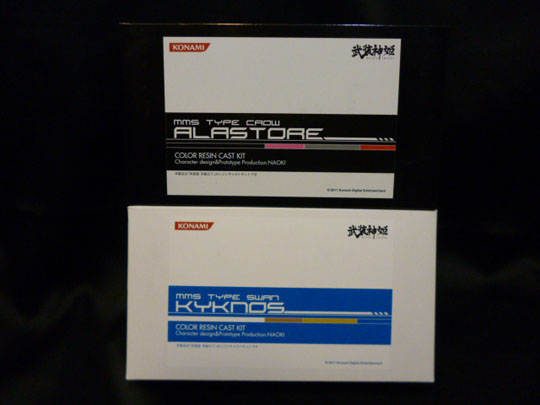 KONAMI
武装神姫
MMS TYPE CROW
ALASTORE
COLOR RESIN CAST KIT
Character design&Prototype Production:NAOKI
© 2011 Konami Digital Entertainment
KONAMI
武装神姫
MMS TYPE SWAN
KYKNOS
COLOR RESIN CAST KIT
Character design&Prototype Production:NAOKI
© 2011 Konami Digital Entertainment